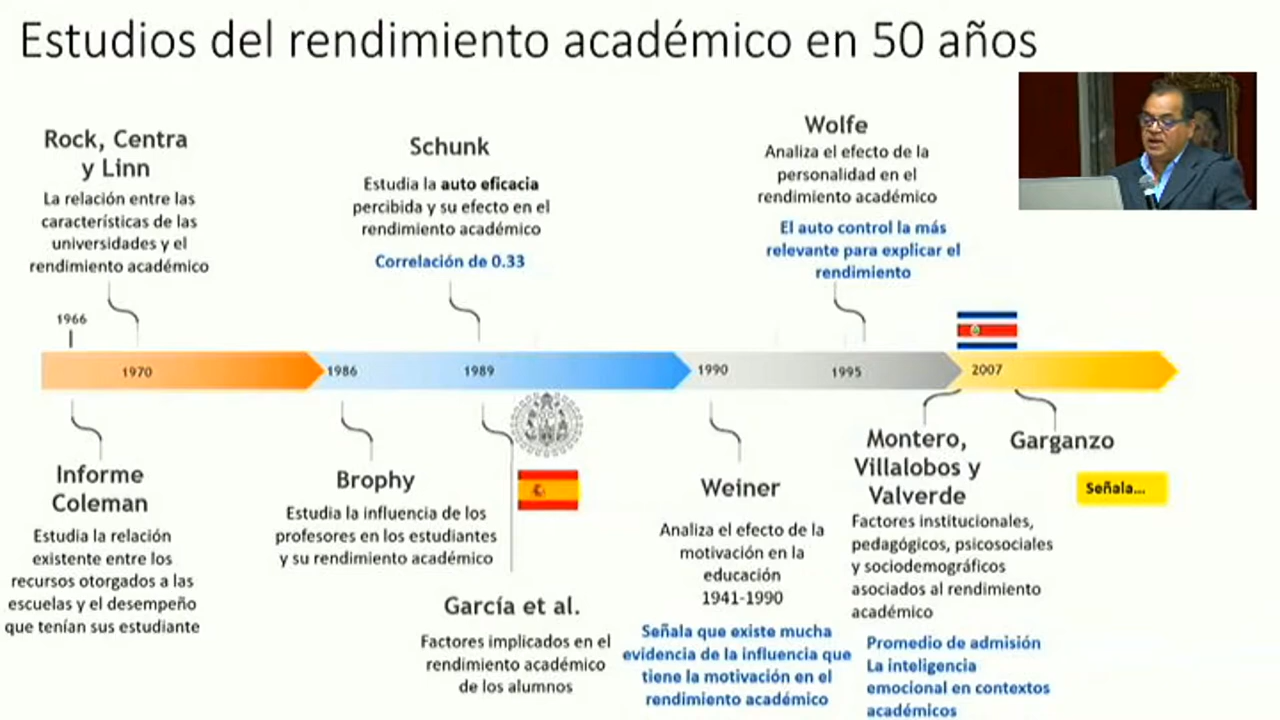 Estudios del rendimiento académico en 50 años
Rock, Centra
y Linn
La relación entre las
características de las
universidades y el
rendimiento académico
Schunk
Estudia la auto eficacia
percibida y su efecto en el
rendimiento académico
Correlación de 0.33
Wolfe
Analiza el efecto de la
personalidad en el
rendimiento académico
El auto control la más
relevante para explicar el
rendimiento
1966
1970
1986
1989
1990
1995
2007
Informe
Coleman
Estudia la relación
existente entre los
recursos otorgados a las
escuelas y el desempeño
que tenían sus estudiante
Brophy
Estudia la influencia de los
profesores en los estudiantes
y su rendimiento académico
García et al.
Factores implicados en el
rendimiento académico
de los alumnos
Weiner
Analiza el efecto de la
motivación en la
educación
1941-1990
Señala que existe mucha
evidencia de la influencia que
tiene la motivación en el
rendimiento académico
Montero,
Villalobos y
Valverde
Factores institucionales,
pedagógicos, psicosociales
y sociodemográficos
asociados al rendimiento
académico
Promedio de admisión
La inteligencia
emocional en contextos
académicos
Garganzo
Señala...